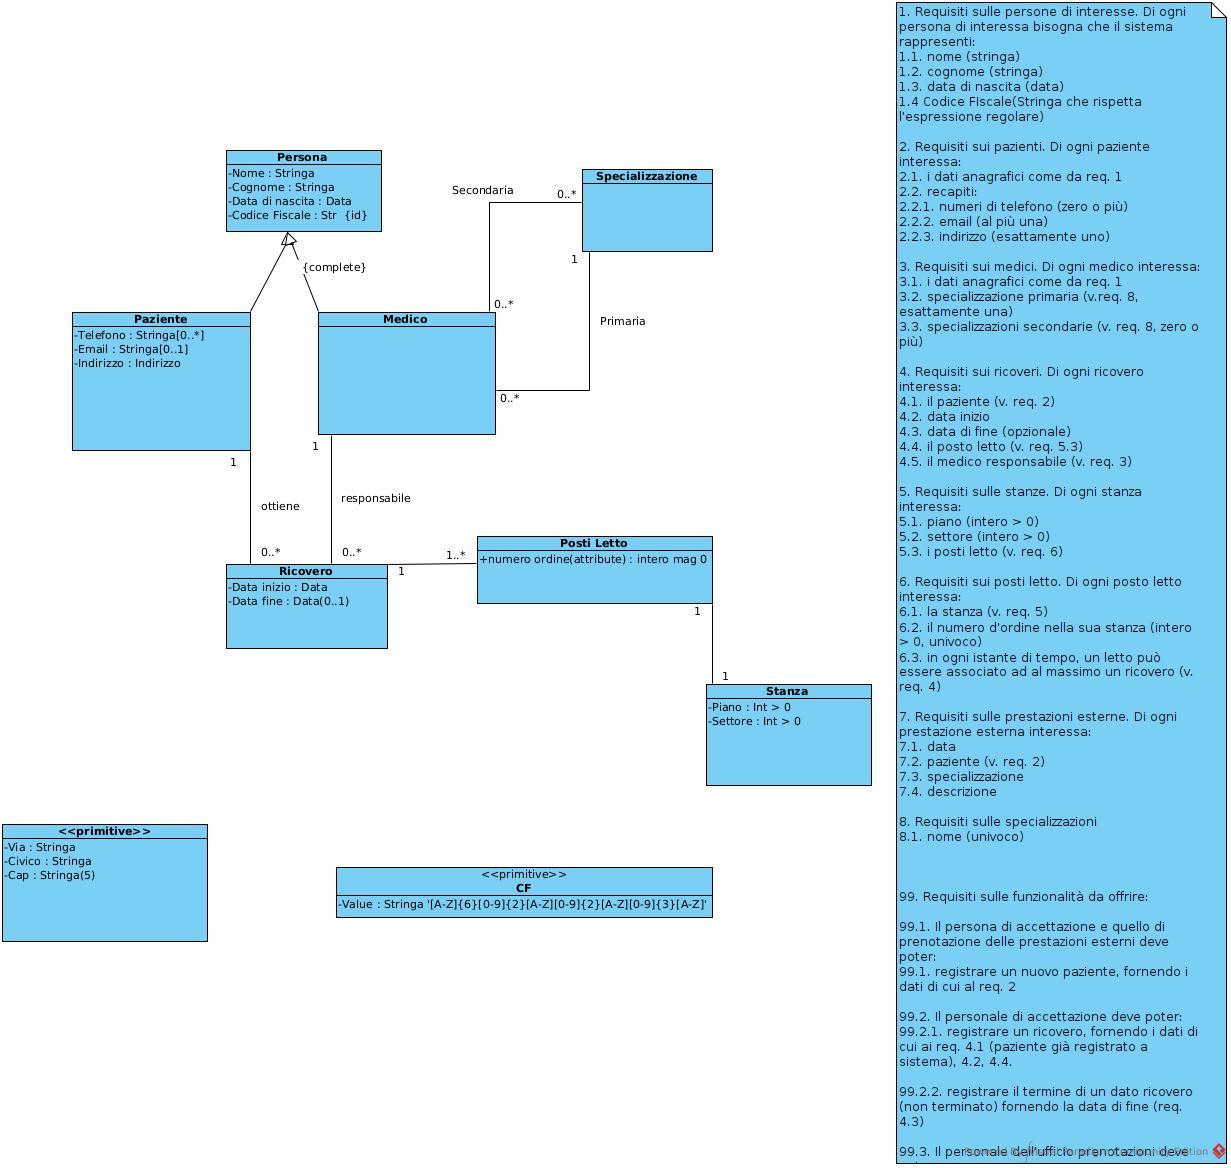 Persona
-Nome : Stringa
-Cognome : Stringa
-Data di nascita : Data
-Codice Fiscale : Str  {id}
{complete}
Secondaria
0..*
Specializzazione
1
0..*
Primaria
0..*
Paziente
-Telefono : Stringa[0..*]
-Email : Stringa[0..1]
-Indirizzo : Indirizzo
Medico
1
1
ottiene
responsabile
0..*
0..*
1..*
1
Ricovero
-Data inizio : Data
-Data fine : Data(0..1)
Posti Letto
+numero ordine(attribute) : intero mag 0
1
1
Stanza
-Piano : Int > 0
-Settore : Int > 0
<<primitive>>
-Via : Stringa
-Civico : Stringa
-Cap : Stringa(5)
<<primitive>>
CF
-Value : Stringa '[A-Z]{6}[0-9]{2}[A-Z][0-9]{2}[A-Z][0-9]{3}[A-Z]'
1. Requisiti sulle persone di interesse. Di ogni
persona di interessa bisogna che il sistema
rappresenti:
1.1. nome (stringa)
1.2. cognome (stringa)
1.3. data di nascita (data)
1.4 Codice FIscale(Stringa che rispetta
l'espressione regolare)
2. Requisiti sui pazienti. Di ogni paziente
interessa:
2.1. i dati anagrafici come da req. 1
2.2. recapiti:
2.2.1. numeri di telefono (zero o più)
2.2.2. email (al più una)
2.2.3. indirizzo (esattamente uno)
3. Requisiti sui medici. Di ogni medico interessa:
3.1. i dati anagrafici come da req. 1
3.2. specializzazione primaria (v.req. 8,
esattamente una)
3.3. specializzazioni secondarie (v. req. 8, zero o
più)
4. Requisiti sui ricoveri. Di ogni ricovero
interessa:
4.1. il paziente (v. req. 2)
4.2. data inizio
4.3. data di fine (opzionale)
4.4. il posto letto (v. req. 5.3)
4.5. il medico responsabile (v. req. 3)
5. Requisiti sulle stanze. Di ogni stanza
interessa:
5.1. piano (intero > 0)
5.2. settore (intero > 0)
5.3. i posti letto (v. req. 6)
6. Requisiti sui posti letto. Di ogni posto letto
interessa:
6.1. la stanza (v. req. 5)
6.2. il numero d'ordine nella sua stanza (intero
> 0, univoco)
6.3. in ogni istante di tempo, un letto può
essere associato ad al massimo un ricovero (v.
req. 4)
7. Requisiti sulle prestazioni esterne. Di ogni
prestazione esterna interessa:
7.1. data
7.2. paziente (v. req. 2)
7.3. specializzazione
7.4. descrizione
8. Requisiti sulle specializzazioni
8.1. nome (univoco)
99. Requisiti sulle funzionalità da offrire:
99.1. Il persona di accettazione e quello di
prenotazione delle prestazioni esterni deve
poter:
99.1. registrare un nuovo paziente, fornendo i
dati di cui al req. 2
99.2. Il personale di accettazione deve poter:
99.2.1. registrare un ricovero, fornendo i dati di
cui ai req. 4.1 (paziente già registrato a
sistema), 4.2, 4.4.
99.2.2. registrare il termine di un dato ricovero
(non terminato) fornendo la data di fine (req.
4.3)
99.3. Il personale dell'ufficio prenotazioni deve